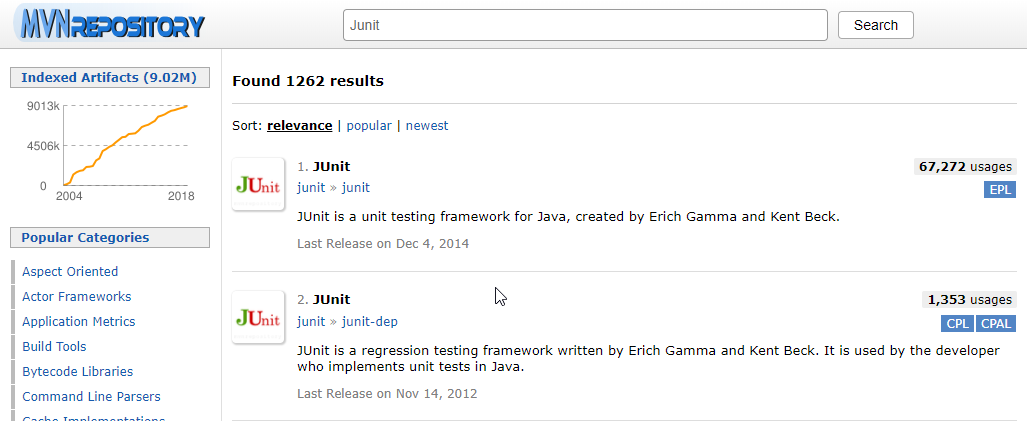 MVNREPOSITORY
Junit
Search
Indexed Artifacts (9.02M)
9013k
4506k
0
2004 2018
Popular Categories
Aspect Oriented
Actor Frameworks
Application Metrics
Build Tools
Bytecode Libraries
Command Line Parsers
Cache Implementations
Found 1262 results
Sort: relevance | popular | newest
JUnit
1. JUnit
67,272 usages
junit » junit
EPL
JUnit is a unit testing framework for Java, created by Erich Gamma and Kent Beck.
Last Release on Dec 4, 2014
JUnit
2. JUnit
1,353 usages
junit » junit-dep
CPL CPAL
JUnit is a regression testing framework written by Erich Gamma and Kent Beck. It is used by the developer
who implements unit tests in Java.
Last Release on Nov 14, 2012